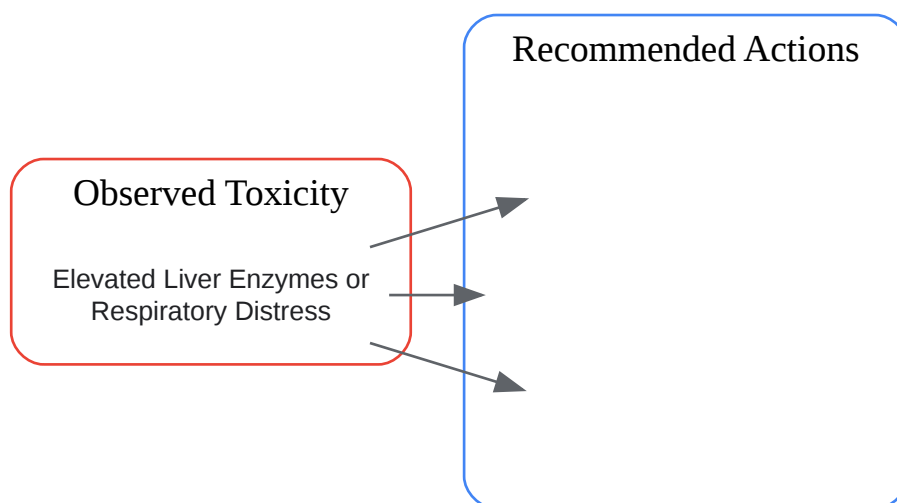 Recommended Actions
Observed Toxicity
Elevated Liver Enzymes or
Respiratory Distress